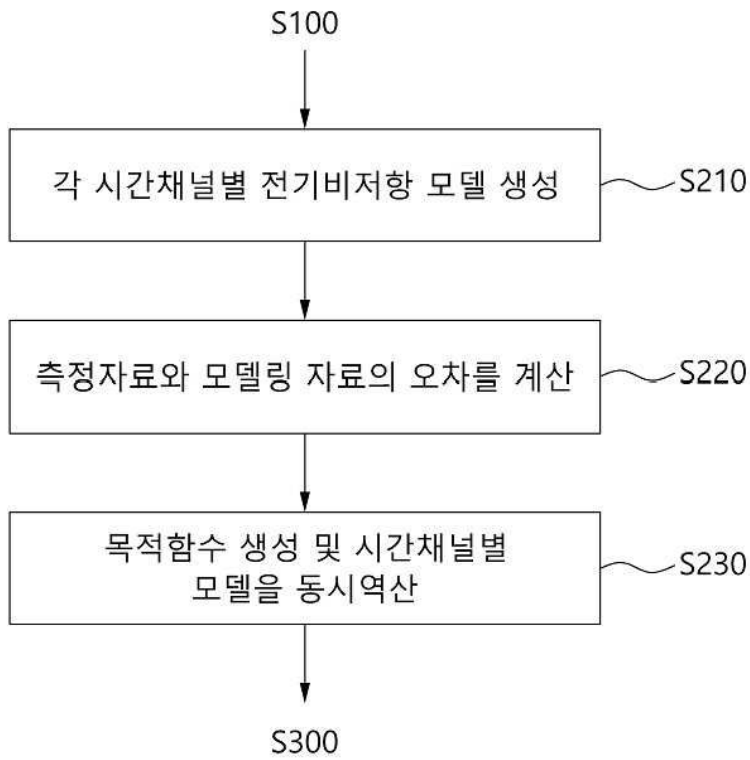 S100
각 시간채널별 전기비저항 모델 생성
S210
측정자료와 모델링 자료의 오차를 계산
S220
목적함수 생성 및 시간채널별
모델을 동시역산
S230
S300